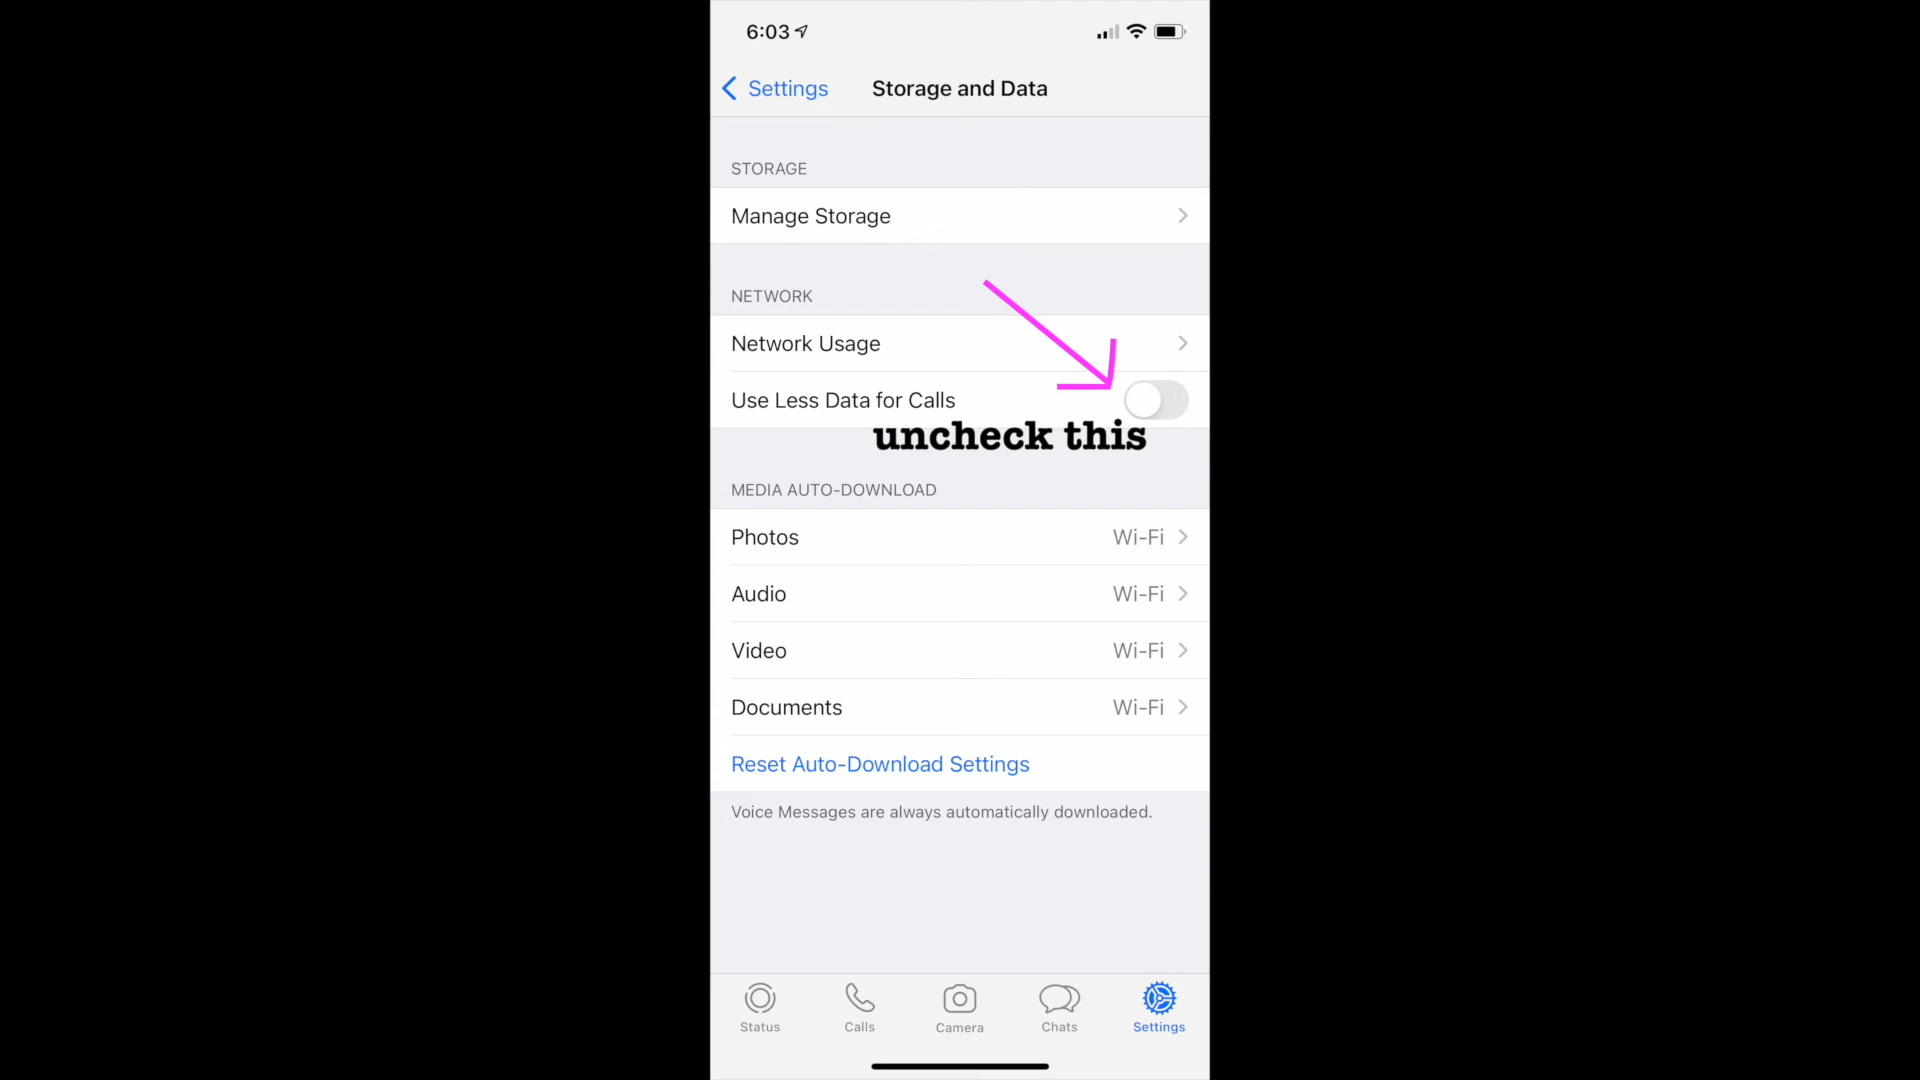 6:03
Settings
Storage and Data
STORAGE
Manage Storage
NETWORK
Network Usage
Use Less Data for Calls
uncheck this
MEDIA AUTO-DOWNLOAD
Photos Wi-Fi
Audio Wi-Fi
Video Wi-Fi
Documents Wi-Fi
Reset Auto-Download Settings
Voice Messages are always automatically downloaded.
Status Calls Camera Chats Settings